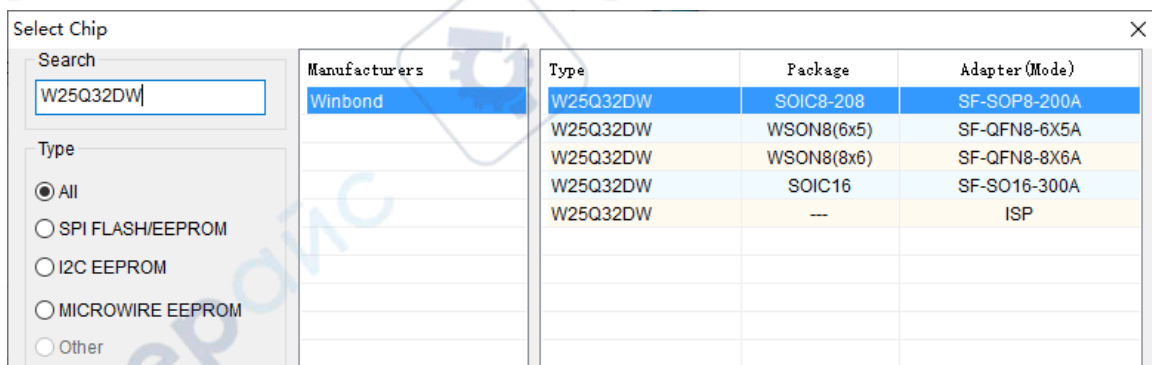 Select Chip
Search
W25Q32DW
Type
All
SPI FLASH/EEPROM
I2C EEPROM
MICROWIRE EEPROM
Other
Manufacturers
Winbond
Type Package Adapter(Mode)
W25Q32DW SOIC8-208 SF-SOP8-200A
W25Q32DW WSON8(6x5) SF-QFN8-6X5A
W25Q32DW WSON8(8x6) SF-QFN8-8X6A
W25Q32DW SOIC16 SF-SO16-300A
W25Q32DW --- ISP